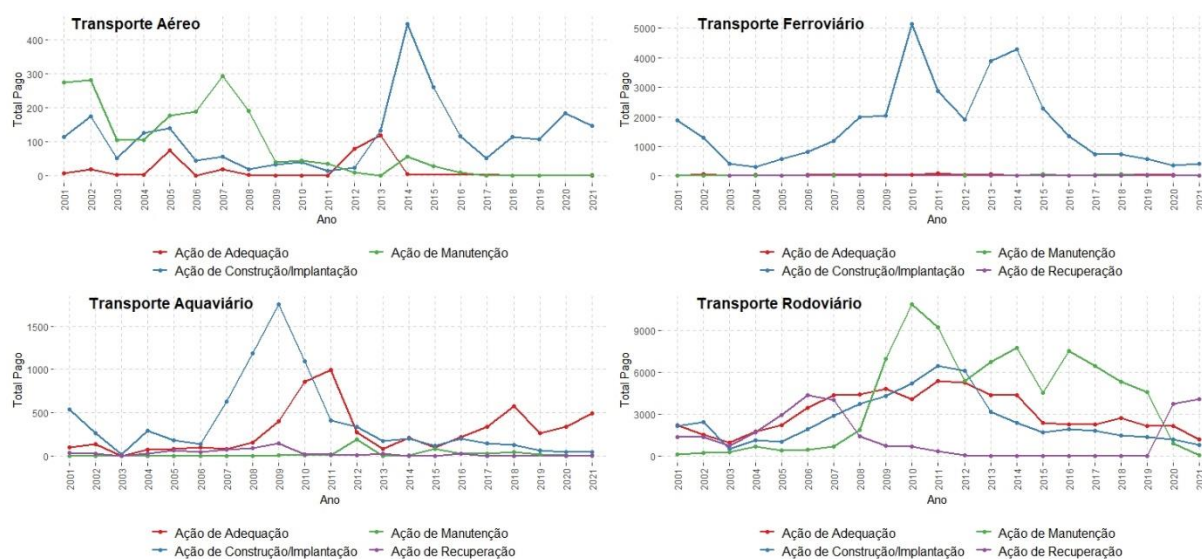 Transporte Aéreo
Total Pago
400
300
200
100
0
2001 2002 2003 2004 2005 2006 2007 2008 2009 2010 2011 2012 2013 2014 2015 2016 2017 2018 2019 2020 2021
Ano
Ação de Adequação Ação de Manutenção
Ação de Construção/Implantação
Transporte Ferroviário
Total Pago
5000
4000
3000
2000
1000
0
2001 2002 2003 2004 2005 2006 2007 2008 2009 2010 2011 2012 2013 2014 2015 2016 2017 2018 2019 2020 2021
Ano
Ação de Adequação Ação de Manutenção
Ação de Construção/Implantação Ação de Recuperação
Transporte Aquaviário
Total Pago
1500
1000
500
0
2001 2002 2003 2004 2005 2006 2007 2008 2009 2010 2011 2012 2013 2014 2015 2016 2017 2018 2019 2020 2021
Ano
Ação de Adequação Ação de Manutenção
Ação de Construção/Implantação Ação de Recuperação
Transporte Rodoviário
Total Pago
9000
6000
3000
0
2001 2002 2003 2004 2005 2006 2007 2008 2009 2010 2011 2012 2013 2014 2015 2016 2017 2018 2019 2020 2021
Ano
Ação de Adequação Ação de Manutenção
Ação de Construção/Implantação Ação de Recuperação